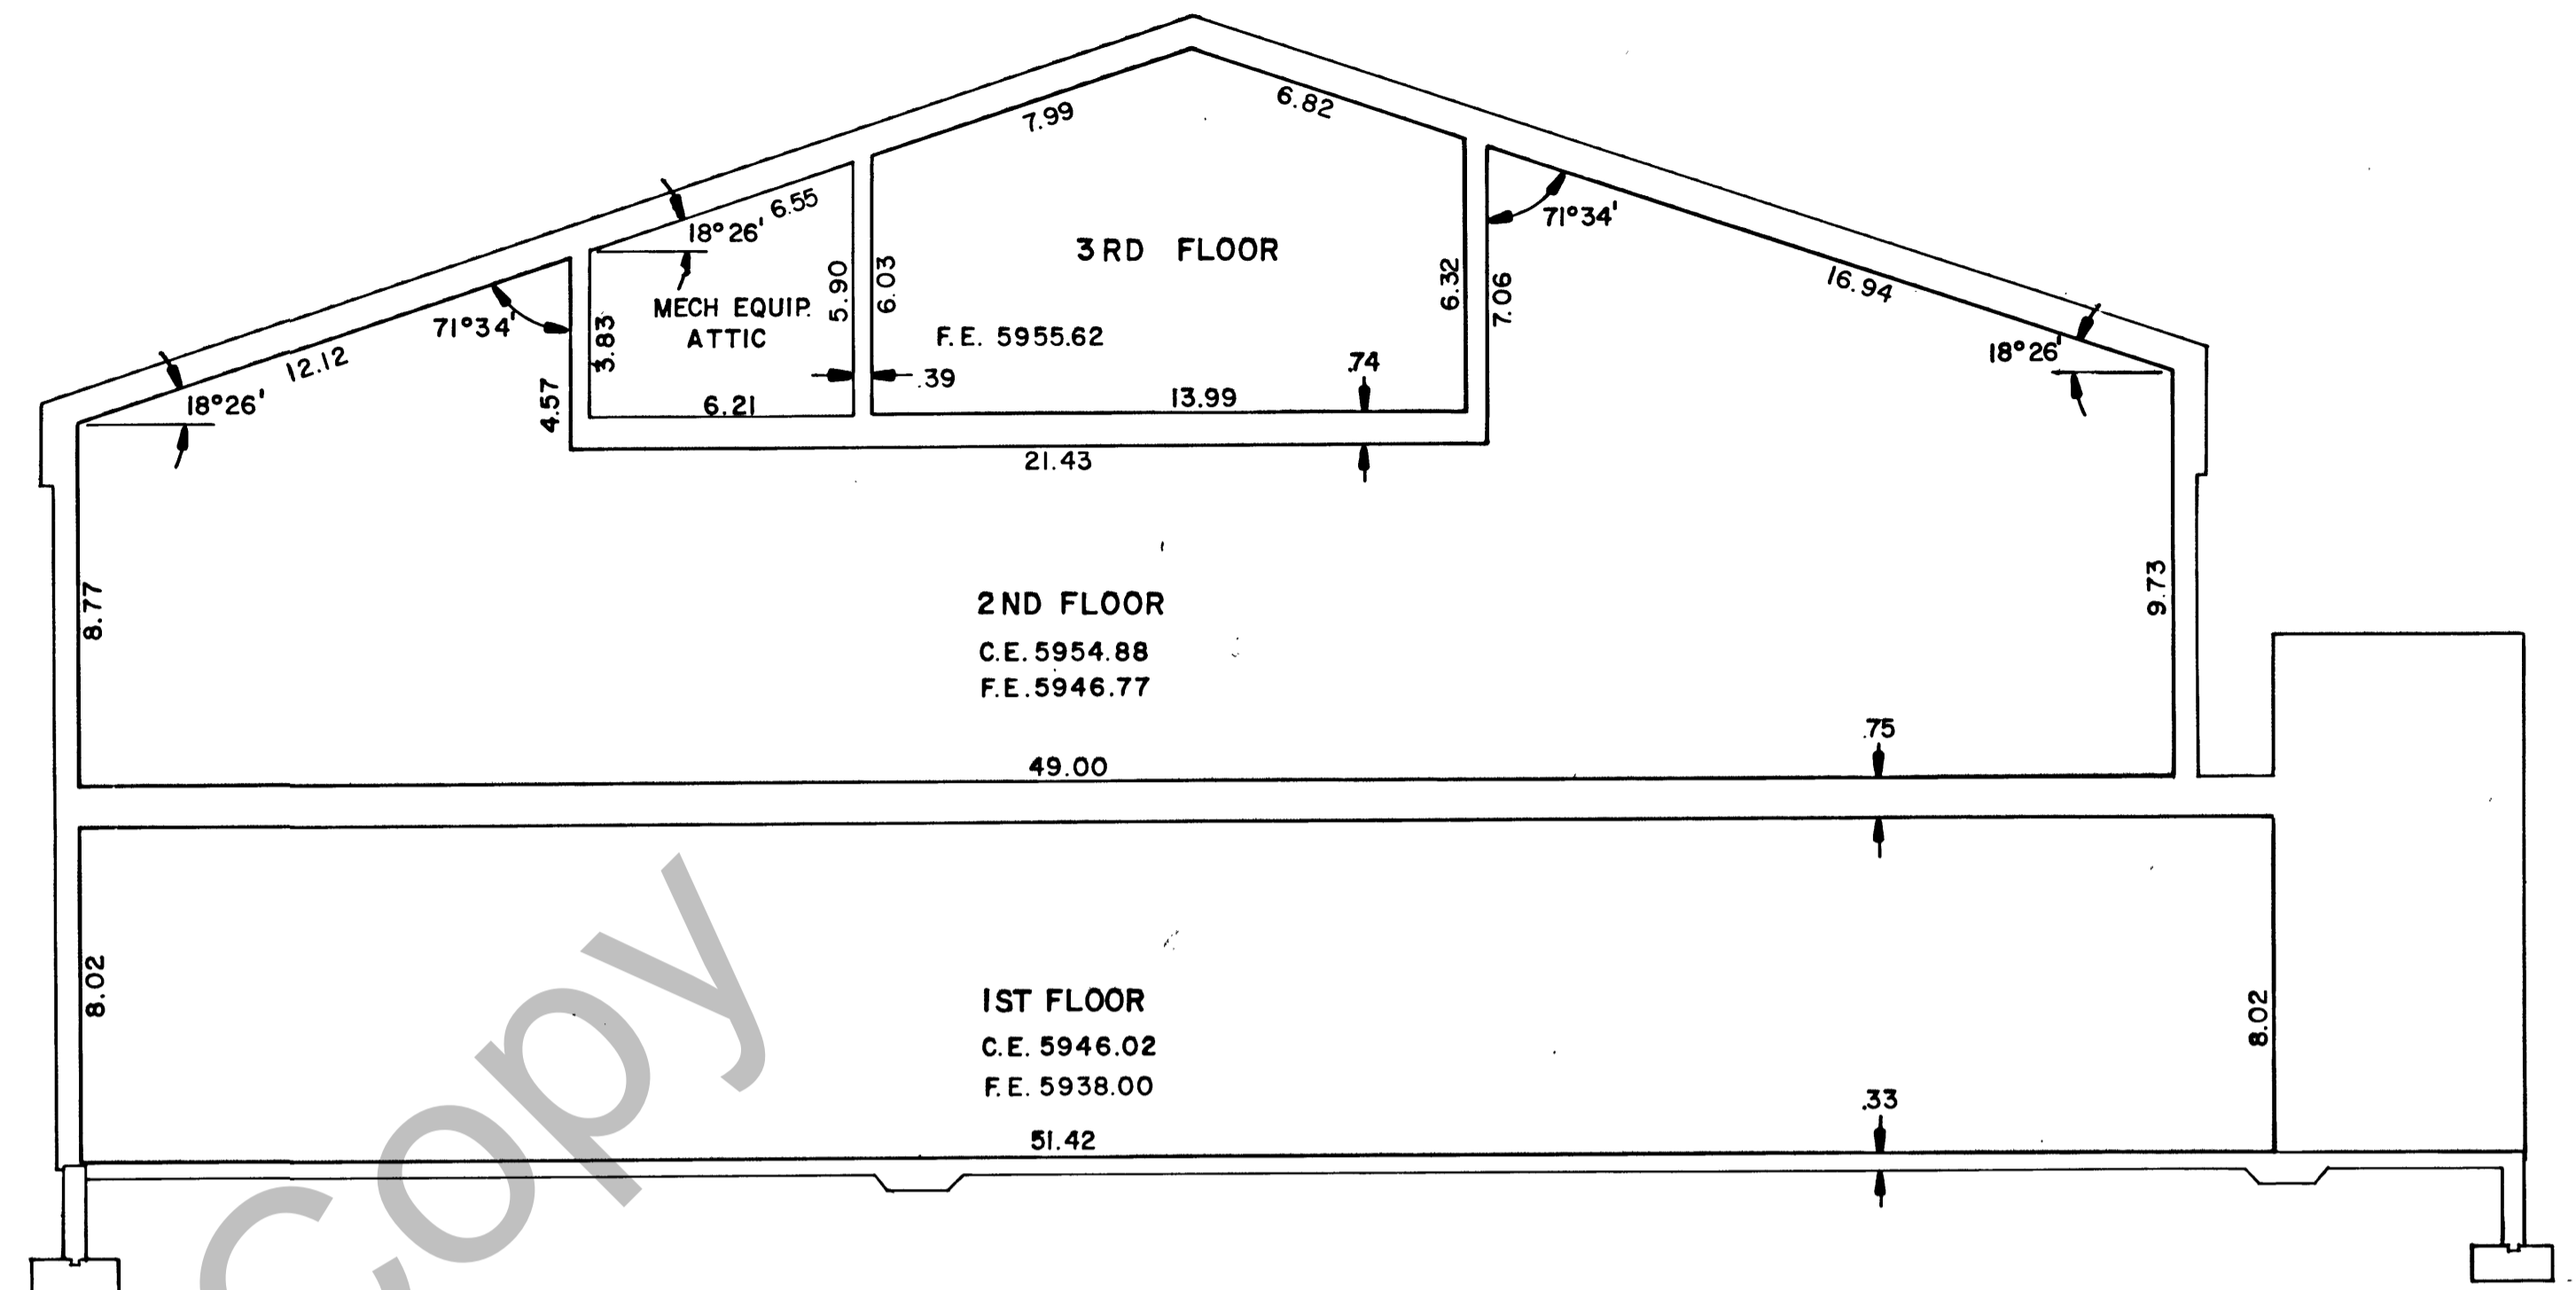 6.82
7.99
6.55
18°26'
71°34'
3RD FLOOR
16.94
MECH EQUIP.
ATTIC
5.90
6.03
6.32
7.06
71°34'
F.E. 5955.62
3.83
18°26'
12.12
.74
.39
18°26'
4.57
6.21
13.99
21.43
8.77
2ND FLOOR
9.73
C.E. 5954.88
F.E. 5946.77
.75
49.00
8.02
1ST FLOOR
8.02
C.E. 5946.02
F.E. 5938.00
.33
51.42
Copy